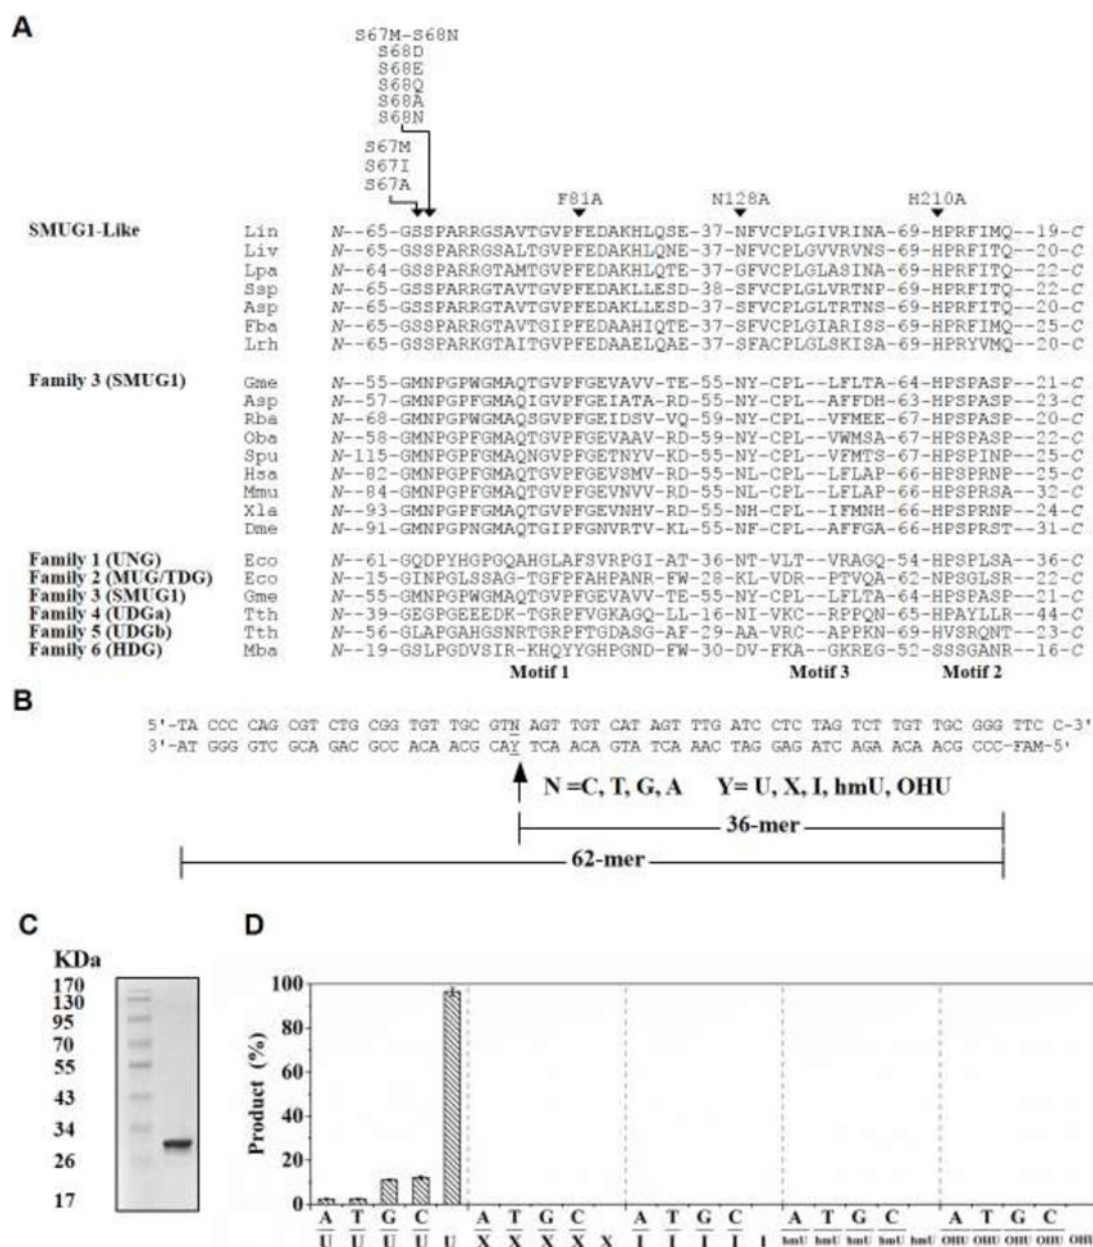 A
S67M-S68N
S68D
S68E
S68Q
S68A
S68N
S67M
S67I
S67A
F81A N128A H210A
SMUG1-Like Lin N--65-GSSPARRGSAVTGVPFEDAKHLQSE-37-NFVCPLGIVRINA-69-HPRFIMQ-19-C
Liv N--65-GSSPARRGSALTGVPFEDAKHLQNE-37-NFVCPLGVVRVNS-69-HPRFITQ-20-C
Lpa N--64-GSSPARRGTAMTGVPFEDAKHLQTE-37-GFVCPLGLASINA-69-HPRFITQ-22-C
Ssp N--65-GSSPARRGTAVTGVPFEDAKLLESD-38-SFVCPLGLVRTNP-69-HPRFITQ-22-C
Asp N--65-GSSPARRGTAVTGVPFEDAKLLESD-37-SFVCPLGLTRTNS-69-HPRFITQ-20-C
Fba N--65-GSSPARRGTAVTGIPFEDAAHIQTE-37-SFVCPLGIARISS-69-HPRFIMQ-25-C
Lrh N--65-GSSPARKGTAITGVPFEDAAELQAE-37-SFACPLGLSKISA-69-HPRYVMQ-20-C
Family 3 (SMUG1) Gme N--55-GMNPGPWGMAQTGVPFGEVAVV-TE-55-NY-CPL--LFLTA-64-HPSPASP--21-C
Asp N--57-GMNPGPFGMAQIGVPFGEIATA-RD-55-NY-CPL--AFFDH-63-HPSPASP--23-C
Rba N--68-GMNPGPWGMAQSGVPFGEIDSV-VQ-59-NY-CPL--VFMEE-67-HPSPASP--20-C
Oba N--58-GMNPGPFGMAQTGVPFGEVAAV-RD-59-NY-CPL--VWMSA-67-HPSPASP--22-C
Spu N-115-GMNPGPFGMAQNGVPFGETNYV-KD-55-NY-CPL--VFMTS-67-HPSPINP--25-C
Hsa N--82-GMNPGPFGMAQTGVPFGEVSMV-RD-55-NL-CPL--LFLAP-66-HPSPRNP--25-C
Mmu N--84-GMNPGPFGMAQTGVPFGEVNVV-RD-55-NL-CPL--LFLAP-66-HPSPRSA--32-C
Xla N--93-GMNPGPFGMAQTGVPFGEVNHV-RD-55-NH-CPL--IFMNH-66-HPSPRNP--24-C
Dme N--91-GMNPGPNGMAQTGIPFGNVRTV-KL-55-NF-CPL--AFFGA-66-HPSPRST--31-C
Family 1 (UNG) Eco N--61-GQDPYHGPGQAHGLAFSVRPGI-AT-36-NT-VLT--VRAGQ-54-HPSPLSA--36-C
Family 2 (MUG/TDG) Eco N--15-GINPGLSSAG-TGFPFAHPANR-FW-28-KL-VDR--PTVQA-62-NPSGLSR--22-C
Family 3 (SMUG1) Gme N--55-GMNPGPWGMAQTGVPFGEVAVV-TE-55-NY-CPL--LFLTA-64-HPSPASP--21-C
Family 4 (UDGa) Tth N--39-GEGPGEEEDK-TGRPFVGKAGQ-LL-16-NIV-VKC--RPPQN-65-HPAYLLR--44-C
Family 5 (UDGb) Tth N--56-GLAPGAHGSNRTGRPFTGDASG-AF-29-AA-VRC--APPKN-69-HVSRQNT--23-C
Family 6 (HDG) Mba N--19-GSLPGDVSIR-KHQYYGHPGND-FW-30-DV-FKA--GKREG-52-SSSGANR--16-C
Motif 1 Motif 3 Motif 2
B
5'-TA CCCC CAG CGT CTG CGG TGT TGC GTN AGT TGT CAT AGT TTG ATC CTC TAG TCT TGT TGC GGG TTC C-3'
3'-AT GGGG GTC GCA GAC GCC ACA ACG CAY TCA ACA GTA TCA AAC TAG GAG ATC AGA ACA ACG CCC-FAM-5'
N =C, T, G, A Y= U, X, I, hmU, OHU
36-mer
62-mer
C
D
KDa
170
130
95
70
55
43
34
26
17
Product (%)
100
80
60
40
20
0
A T G C A T G C A T G C A T G C A T G C
U U U U U X X X X X I I I I I hmU hmU hmU hmU hmU OHU OHU OHU OHU OHU